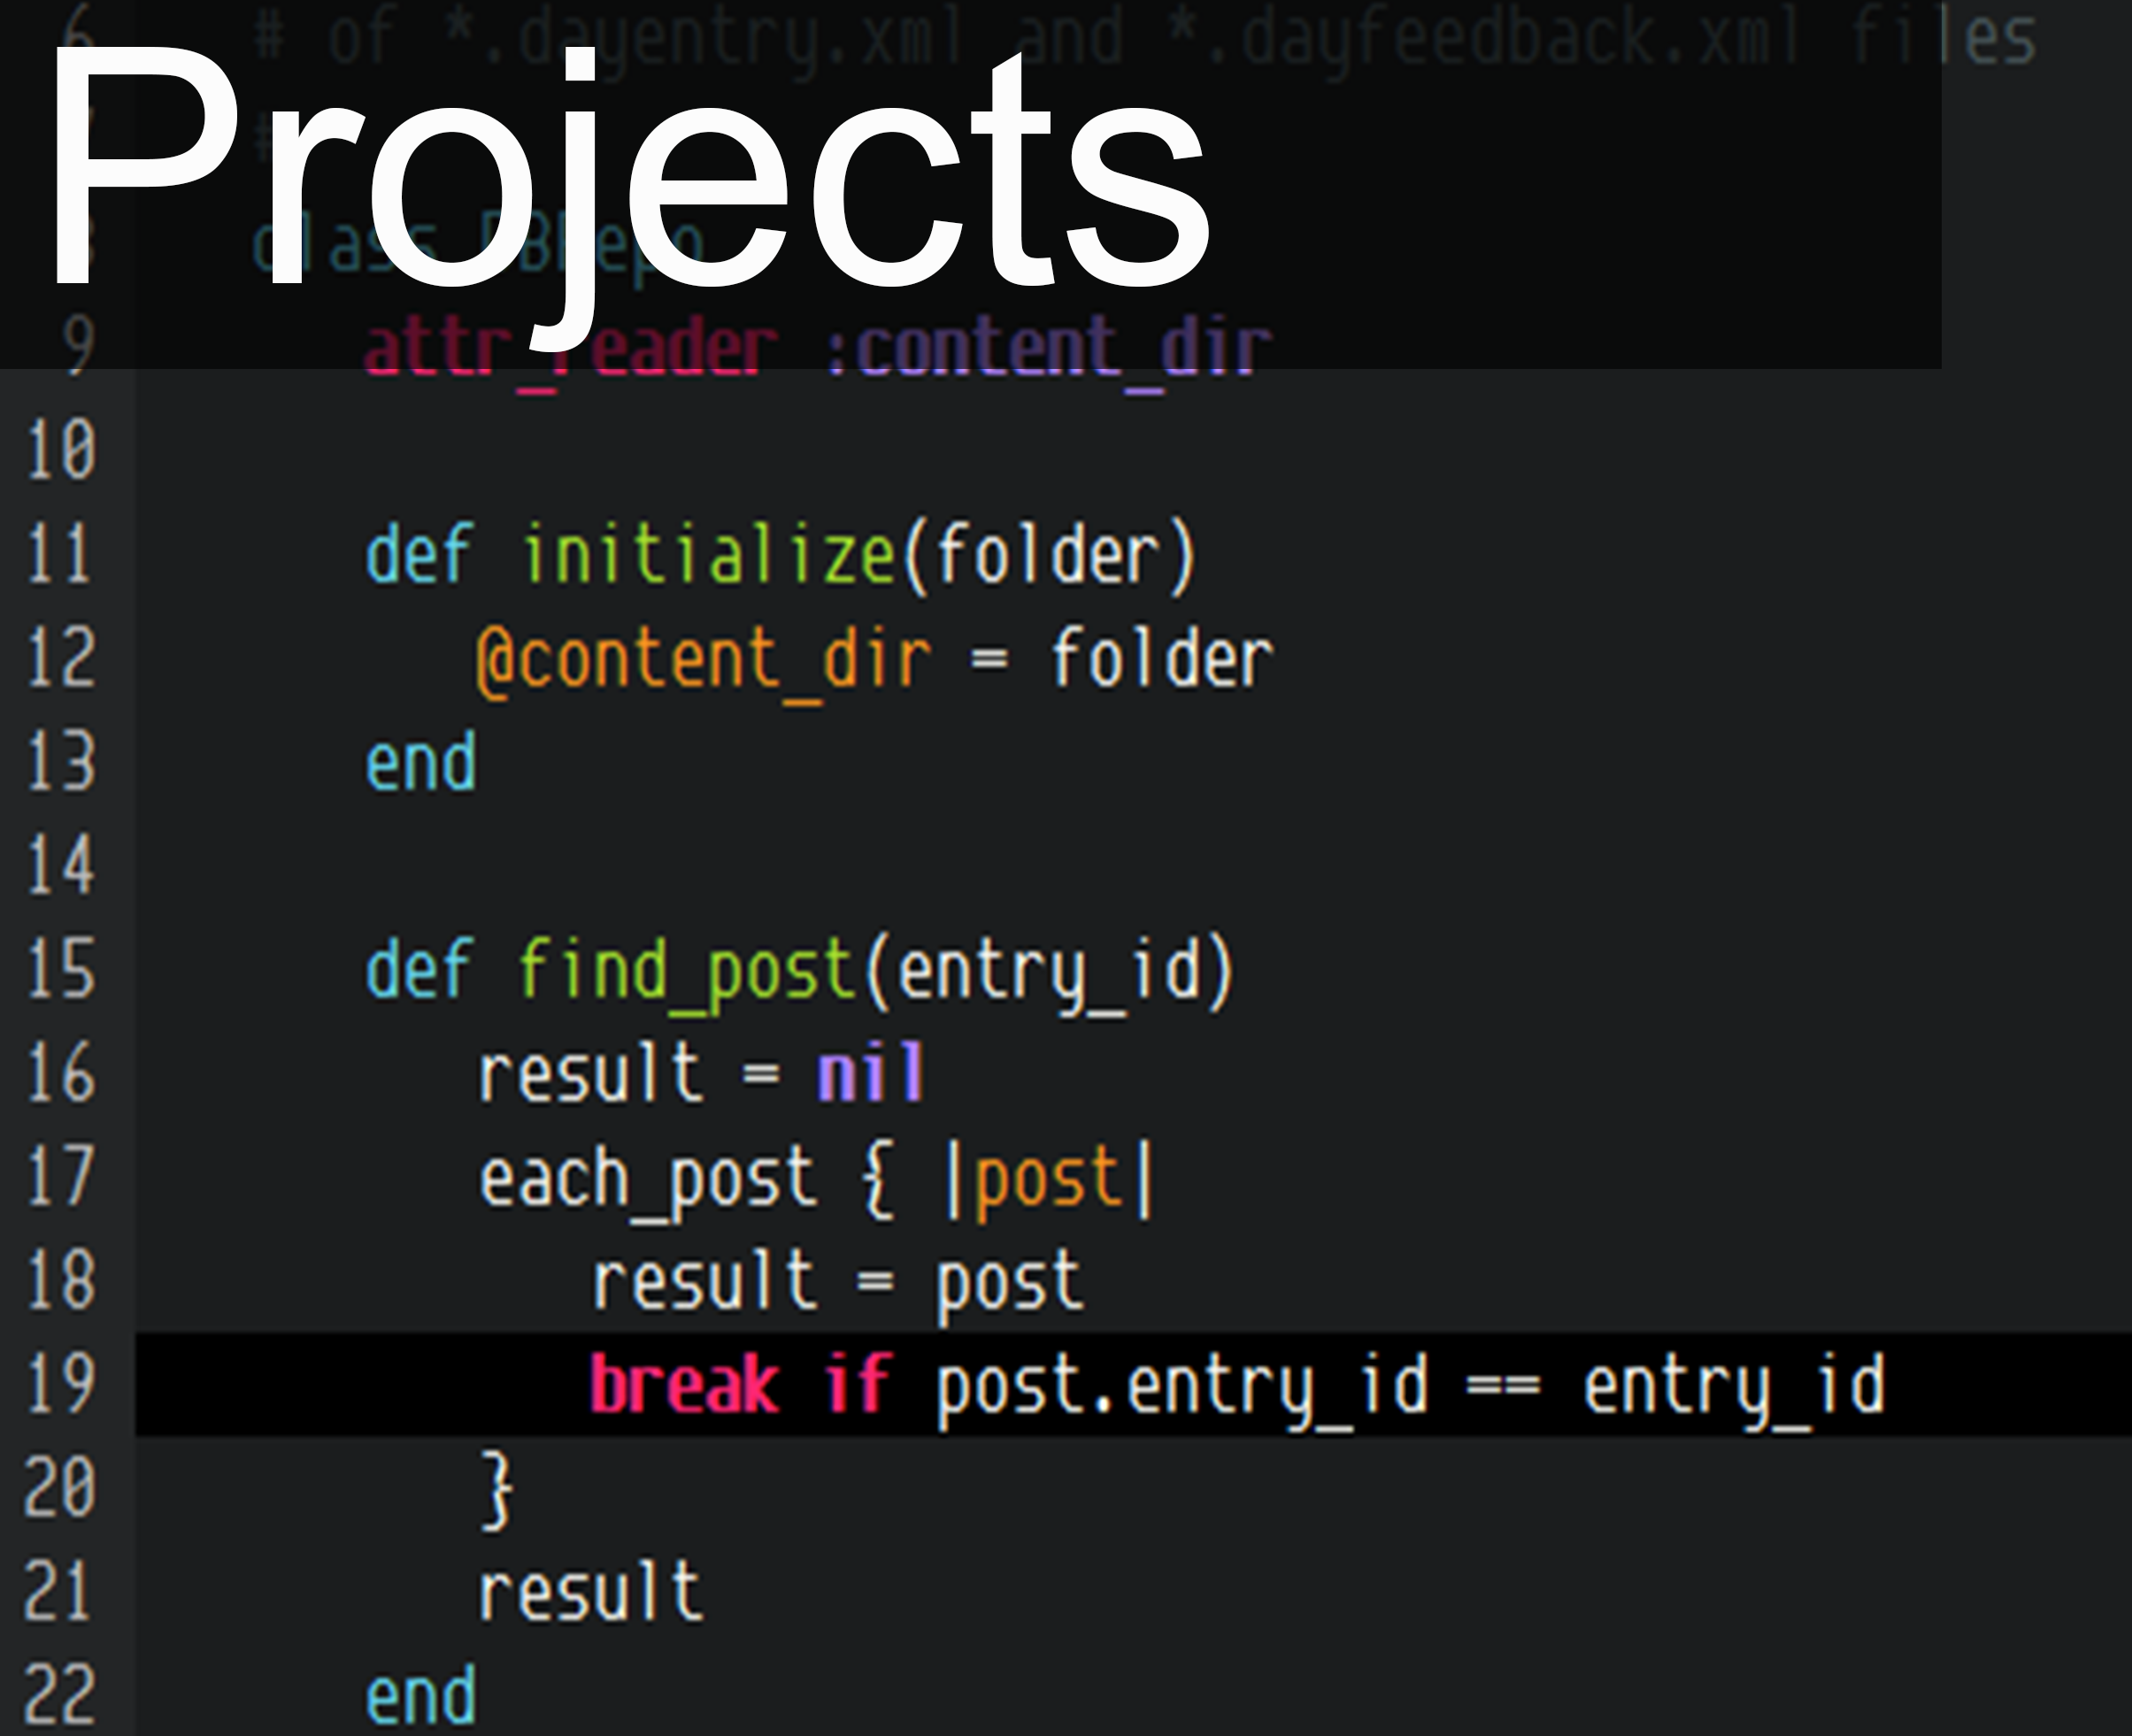 Projects
6 # of *.dayentry.xml and *.dayfeedback.xml files
#
8 class DBRepo
9 attr_reader :content_dir
10
11 def initialize(folder)
12 @content_dir = folder
13 end
14
15 def find_post(entry_id)
16 result = nil
17 each_post { |post|
18 result = post
19 break if post.entry_id == entry_id
20 }
21 result
22 end